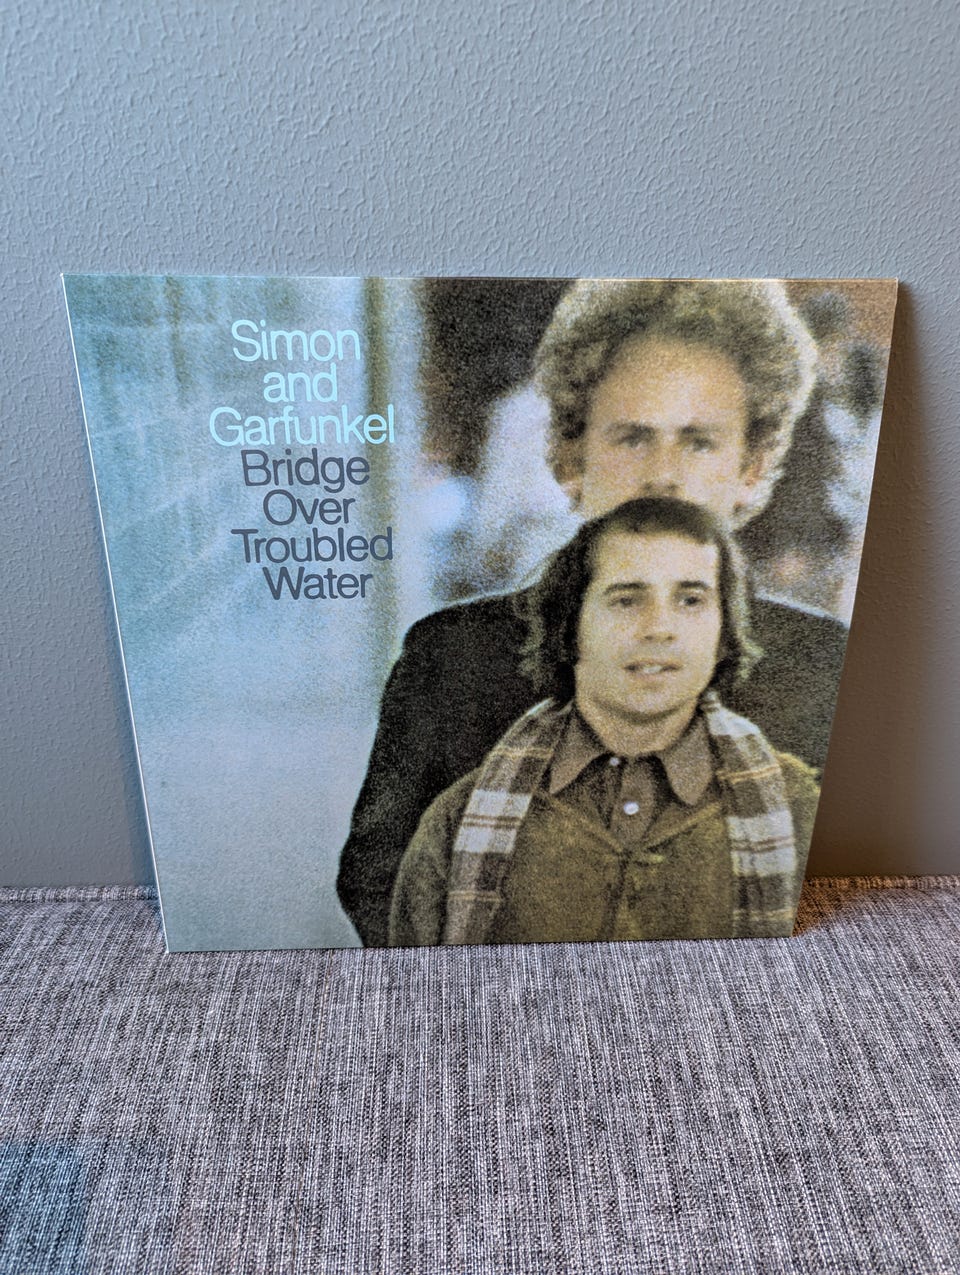 Simon
and
Garfunkel
Bridge
Over
Troubled
Water